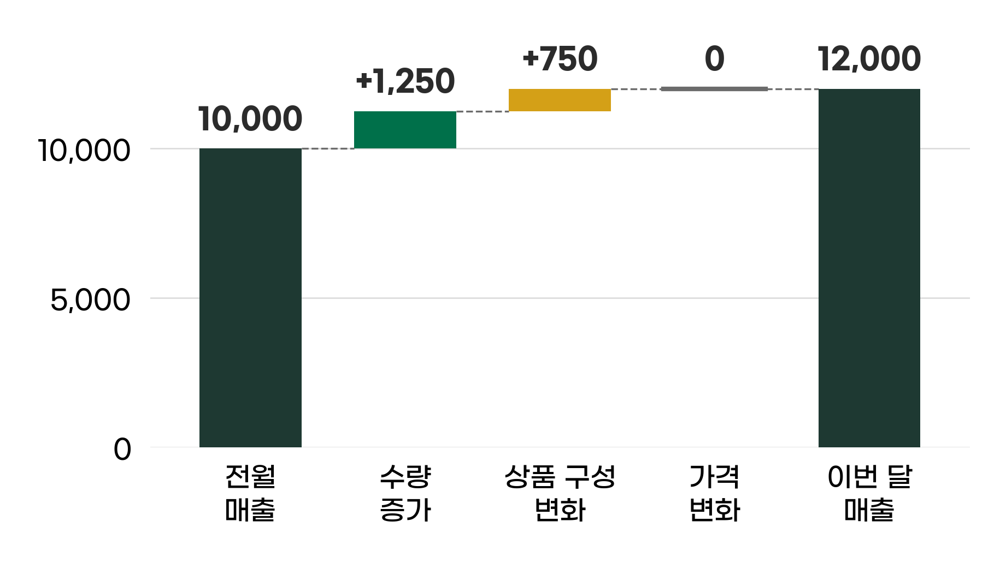 +750
0
12,000
+1,250
10,000
10,000
5,000
0
전월
매출
수량
증가
상품 구성
변화
가격
변화
이번 달
매출